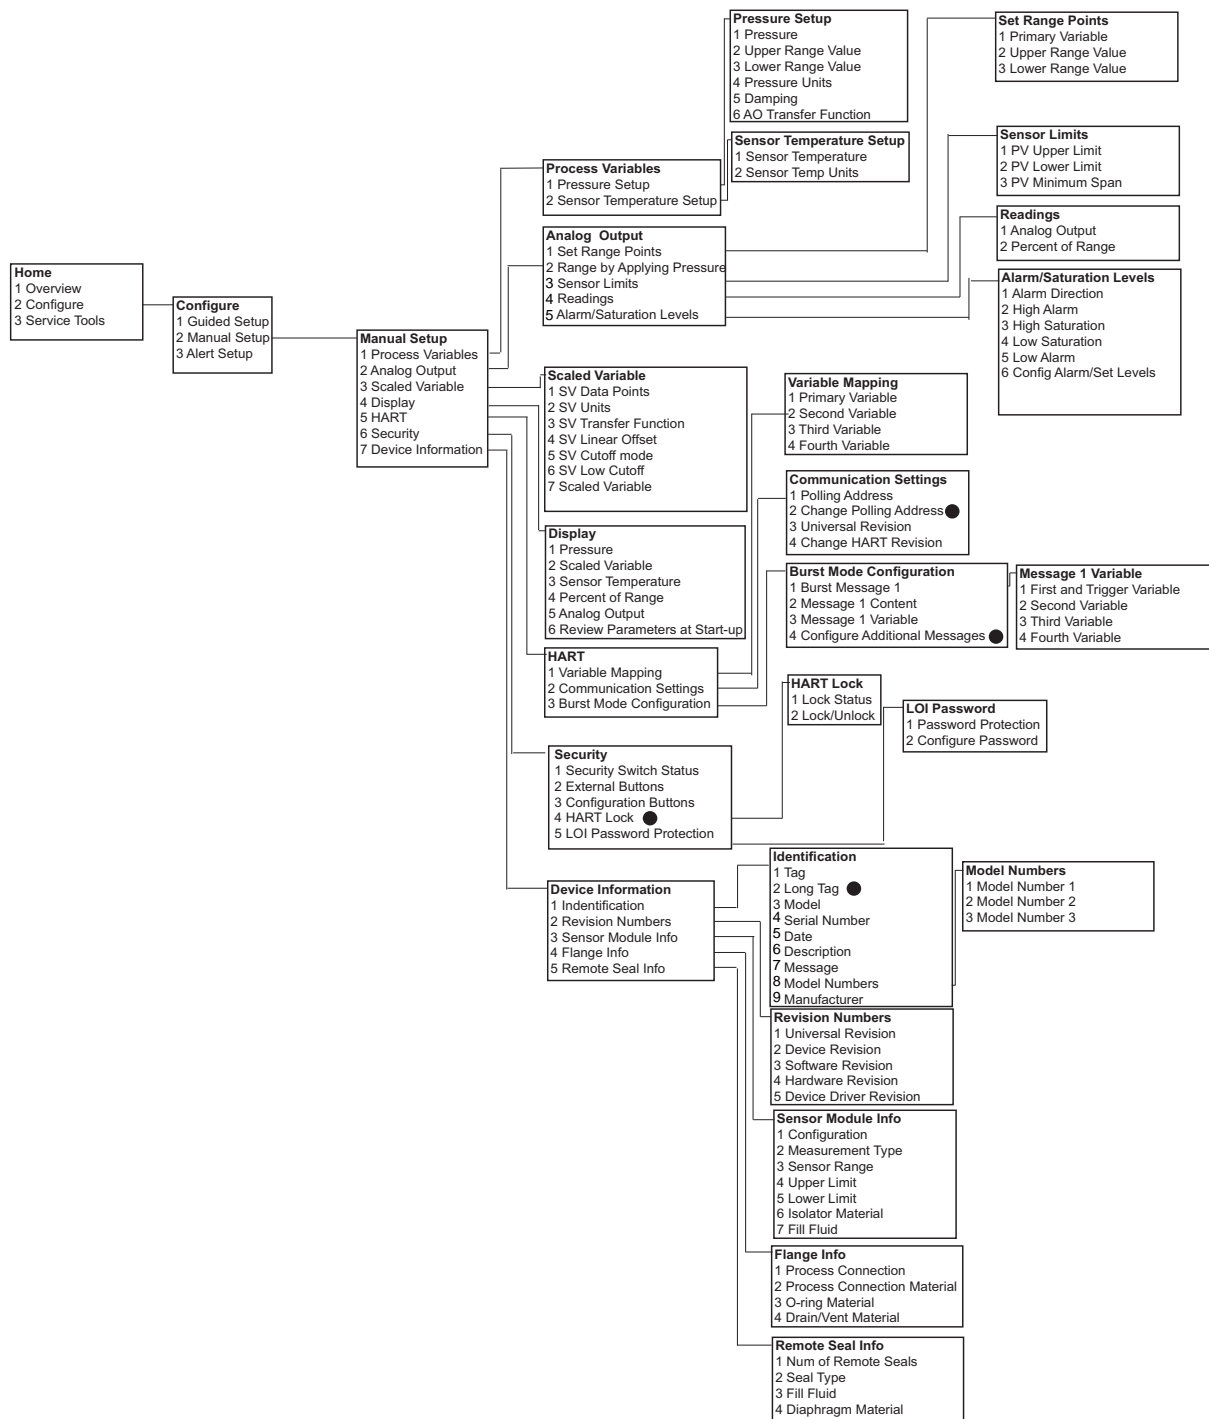 Home
1 Overview
2 Configure
3 Service Tools
Configure
1 Guided Setup
2 Manual Setup
3 Alert Setup
Manual Setup
1 Process Variables
2 Analog Output
3 Scaled Variable
4 Display
5 HART
6 Security
7 Device Information
Process Variables
1 Pressure Setup
2 Sensor Temperature Setup
Pressure Setup
1 Pressure
2 Upper Range Value
3 Lower Range Value
4 Pressure Units
5 Damping
6 AO Transfer Function
Sensor Temperature Setup
1 Sensor Temperature
2 Sensor Temp Units
Analog Output
1 Set Range Points
2 Range by Applying Pressure
3 Sensor Limits
4 Readings
5 Alarm/Saturation Levels
Set Range Points
1 Primary Variable
2 Upper Range Value
3 Lower Range Value
Sensor Limits
1 PV Upper Limit
2 PV Lower Limit
3 PV Minimum Span
Readings
1 Analog Output
2 Percent of Range
Alarm/Saturation Levels
1 Alarm Direction
2 High Alarm
3 High Saturation
4 Low Saturation
5 Low Alarm
6 Config Alarm/Set Levels
Scaled Variable
1 SV Data Points
2 SV Units
3 SV Transfer Function
4 SV Linear Offset
5 SV Cutoff mode
6 SV Low Cutoff
7 Scaled Variable
Display
1 Pressure
2 Scaled Variable
3 Sensor Temperature
4 Percent of Range
5 Analog Output
6 Review Parameters at Start-up
HART
1 Variable Mapping
2 Communication Settings
3 Burst Mode Configuration
Variable Mapping
1 Primary Variable
2 Second Variable
3 Third Variable
4 Fourth Variable
Communication Settings
1 Polling Address
2 Change Polling Address
3 Universal Revision
4 Change HART Revision
Burst Mode Configuration
1 Burst Message 1
2 Message 1 Content
3 Message 1 Variable
4 Configure Additional Messages
Message 1 Variable
1 First and Trigger Variable
2 Second Variable
3 Third Variable
4 Fourth Variable
Security
1 Security Switch Status
2 External Buttons
3 Configuration Buttons
4 HART Lock
5 LOI Password Protection
HART Lock
1 Lock Status
2 Lock/Unlock
LOI Password
1 Password Protection
2 Configure Password
Device Information
1 Indentification
2 Revision Numbers
3 Sensor Module Info
4 Flange Info
5 Remote Seal Info
Identification
1 Tag
2 Long Tag
3 Model
4 Serial Number
5 Date
6 Description
7 Message
8 Model Numbers
9 Manufacturer
Model Numbers
1 Model Number 1
2 Model Number 2
3 Model Number 3
Revision Numbers
1 Universal Revision
2 Device Revision
3 Software Revision
4 Hardware Revision
5 Device Driver Revision
Sensor Module Info
1 Configuration
2 Measurement Type
3 Sensor Range
4 Upper Limit
5 Lower Limit
6 Isolator Material
7 Fill Fluid
Flange Info
1 Process Connection
2 Process Connection Material
3 O-ring Material
4 Drain/Vent Material
Remote Seal Info
1 Num of Remote Seals
2 Seal Type
3 Fill Fluid
4 Diaphragm Material